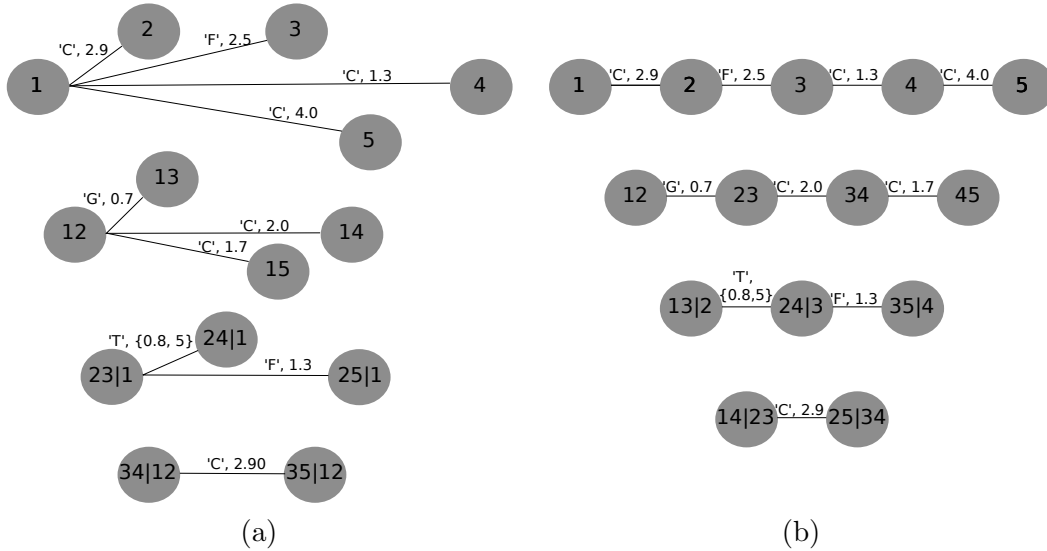 2
3
'C', 2.9
'F', 2.5
1
'C', 1.3
4
'C', 4.0
5
13
'G', 0.7
12
'C', 2.0
14
'C', 1.7
15
24|1
'T', {0.8, 5}
23|1
'F', 1.3
25|1
34|12
'C', 2.90
35|12
(a)
1
'C', 2.9
2
'F', 2.5
3
'C', 1.3
4
'C', 4.0
5
12
'G', 0.7
23
'C', 2.0
34
'C', 1.7
45
13|2
'T',
{0.8,5}
24|3
'F', 1.3
35|4
14|23
'C', 2.9
25|34
(b)